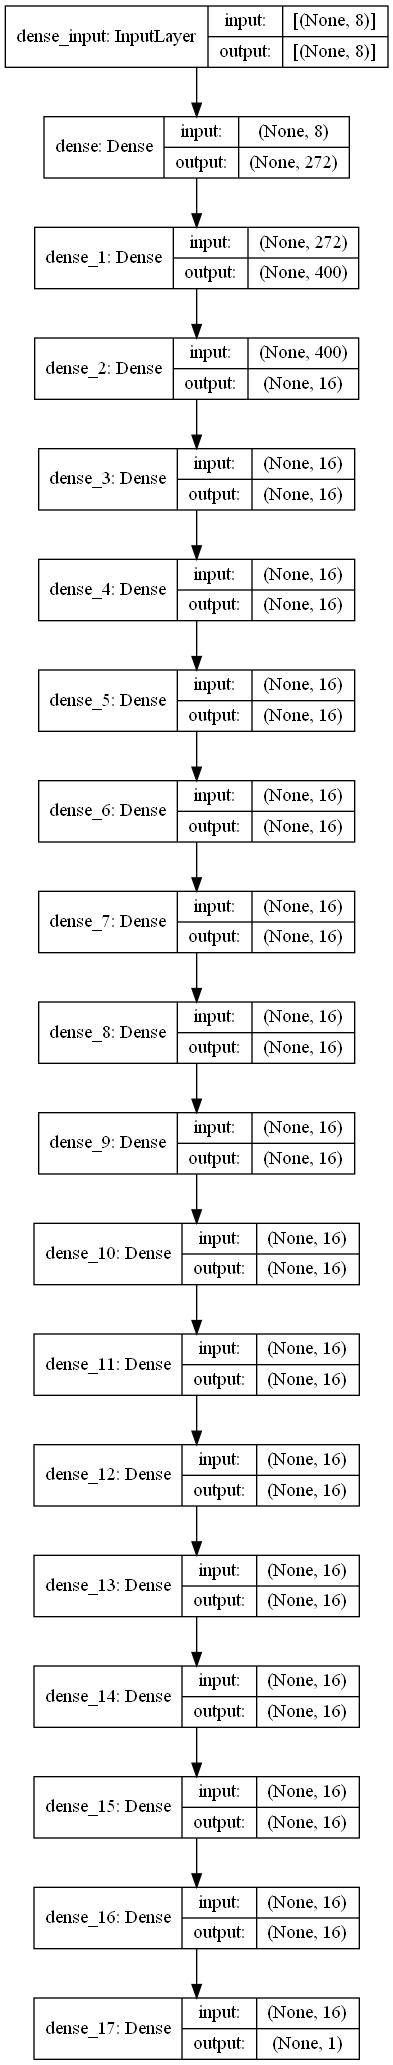 dense_input: InputLayer
input: [(None, 8)]
output: [(None, 8)]
dense: Dense
input: (None, 8)
output: (None, 272)
dense_1: Dense
input: (None, 272)
output: (None, 400)
dense_2: Dense
input: (None, 400)
output: (None, 16)
dense_3: Dense
input: (None, 16)
output: (None, 16)
dense_4: Dense
input: (None, 16)
output: (None, 16)
dense_5: Dense
input: (None, 16)
output: (None, 16)
dense_6: Dense
input: (None, 16)
output: (None, 16)
dense_7: Dense
input: (None, 16)
output: (None, 16)
dense_8: Dense
input: (None, 16)
output: (None, 16)
dense_9: Dense
input: (None, 16)
output: (None, 16)
dense_10: Dense
input: (None, 16)
output: (None, 16)
dense_11: Dense
input: (None, 16)
output: (None, 16)
dense_12: Dense
input: (None, 16)
output: (None, 16)
dense_13: Dense
input: (None, 16)
output: (None, 16)
dense_14: Dense
input: (None, 16)
output: (None, 16)
dense_15: Dense
input: (None, 16)
output: (None, 16)
dense_16: Dense
input: (None, 16)
output: (None, 16)
dense_17: Dense
input: (None, 16)
output: (None, 1)